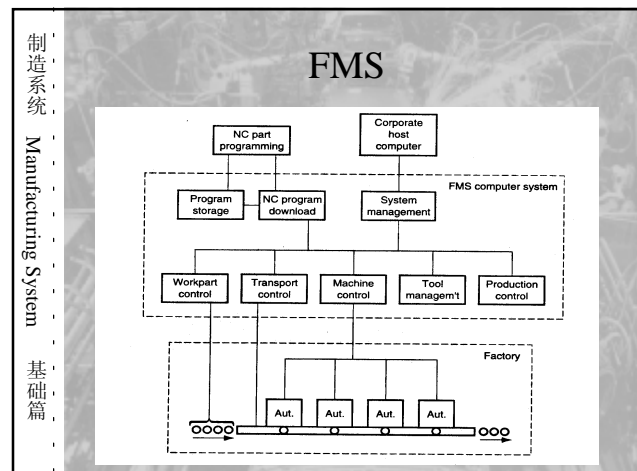 制造系统 Manufacturing System 基础篇
FMS
NC part
programming
Corporate
host
computer
FMS computer system
Program
storage
NC program
download
System
management
Workpart
control
Transport
control
Machine
control
Tool
managem't
Production
control
Factory
Aut.
Aut.
Aut.
Aut.